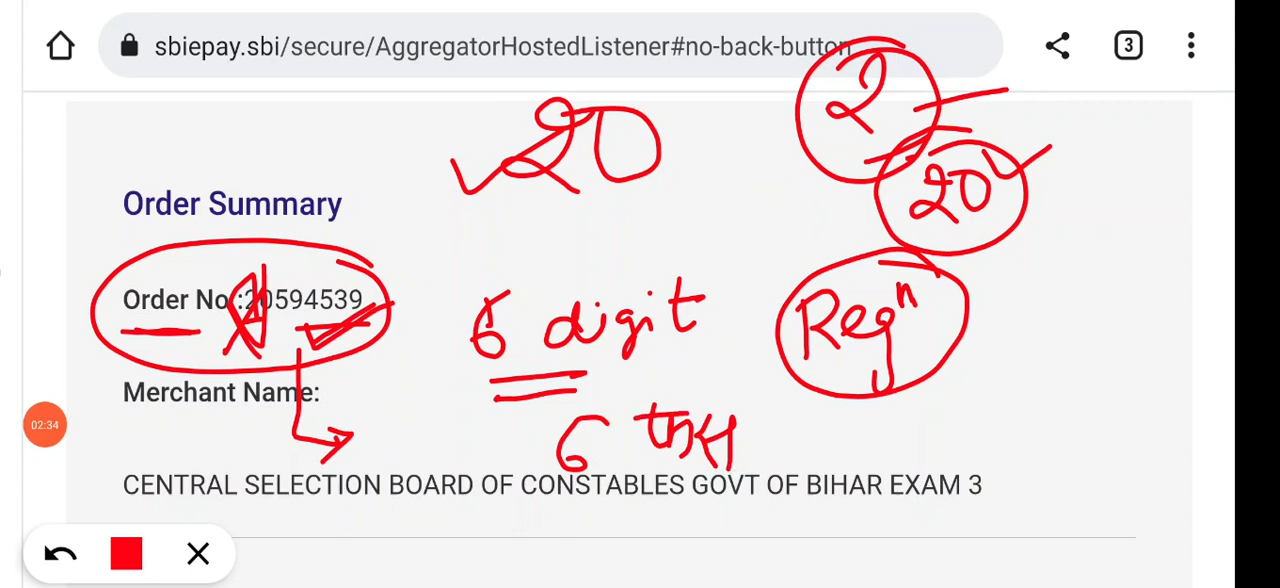 sbiepay.sbi/secure/AggregatorHostedListener#no-back-button
3
2
20
20
Order Summary
Order No.:20594539
6 digit
Regn
Merchant Name:
02:34
6
CENTRAL SELECTION BOARD OF CONSTABLES GOVT OF BIHAR EXAM 3